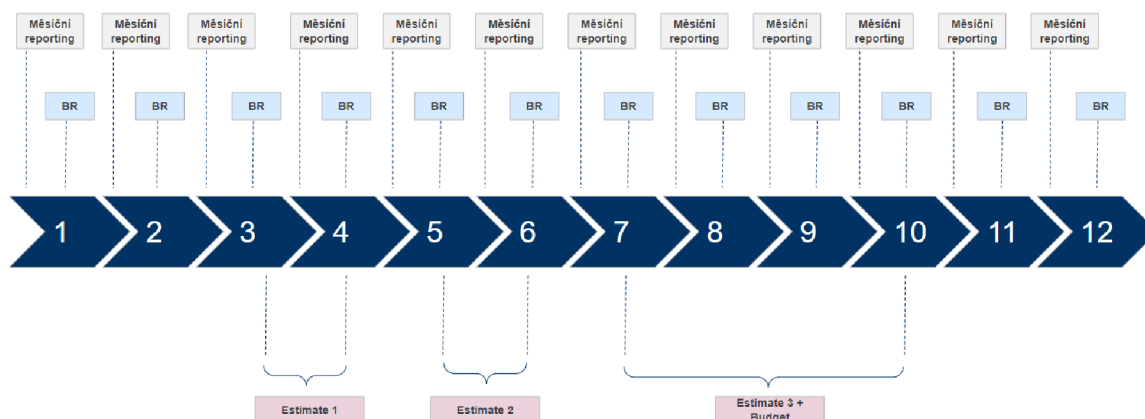 Měsíční
reporting
Měsíční
reporting
Měsíční
reporting
Měsíční
reporting
Měsíční
reporting
Měsíční
reporting
Měsíční
reporting
Měsíční
reporting
Měsíční
reporting
Měsíční
reporting
Měsíční
reporting
Měsíční
reporting
BR
BR
BR
BR
BR
BR
BR
BR
BR
BR
BR
BR
1
2
3
4
5
6
7
8
9
10
11
12
Estimate 1
Estimate 2
Estimate 3 +
Budget